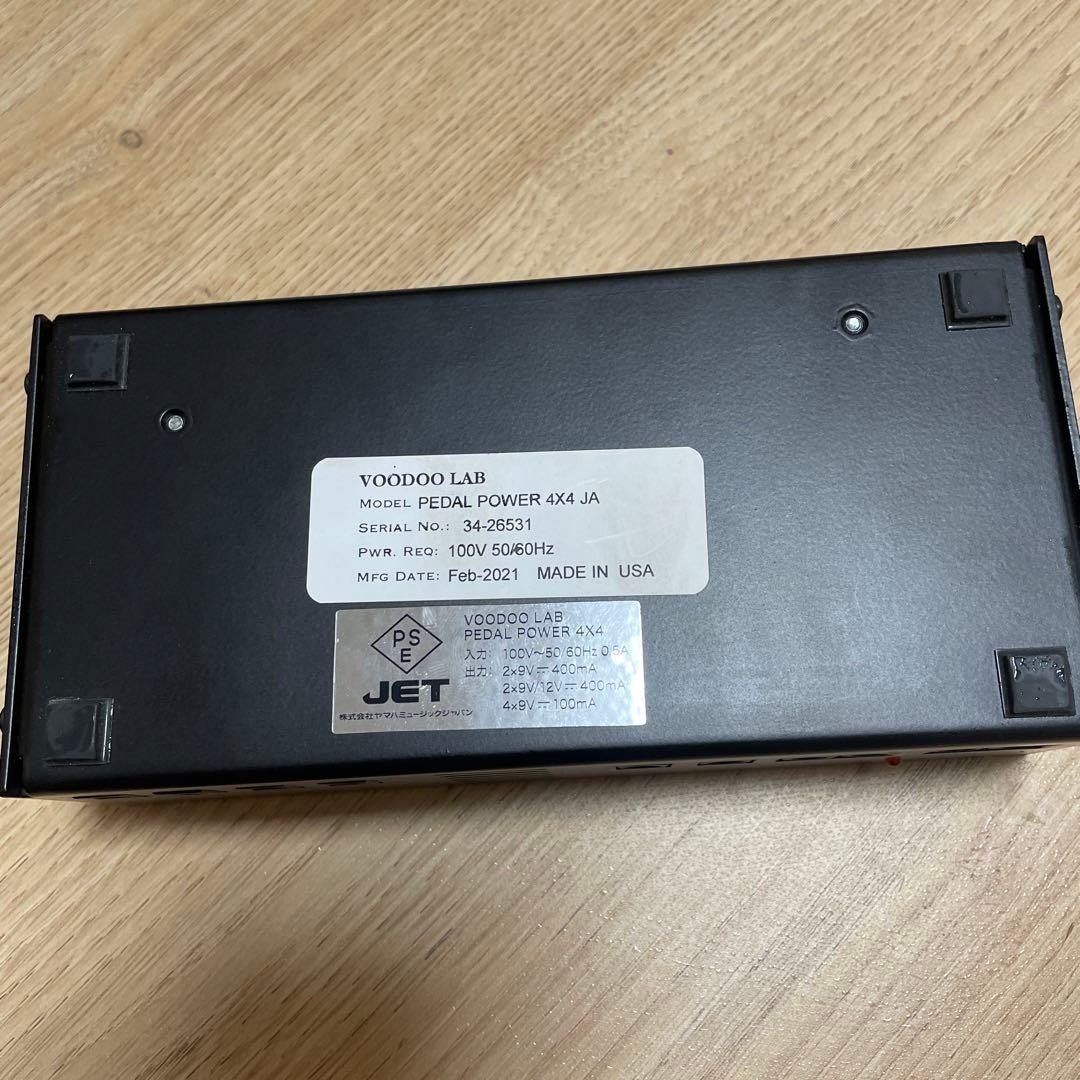 VOODOO LAB
MODEL PEDAL POWER 4X4 JA
SERIAL NO.: 34-26531
PWR. REQ: 100V 50/60Hz
MFG DATE: Feb-2021 MADE IN USA
PSE
JET
株式会社ヤマハミュージックジャパン
VOODOO LAB
PEDAL POWER 4X4
入力: 100V～50/60Hz 0.5A
出力: 2×9V⎓400mA
2×9V/12V⎓400mA
4×9V⎓100mA